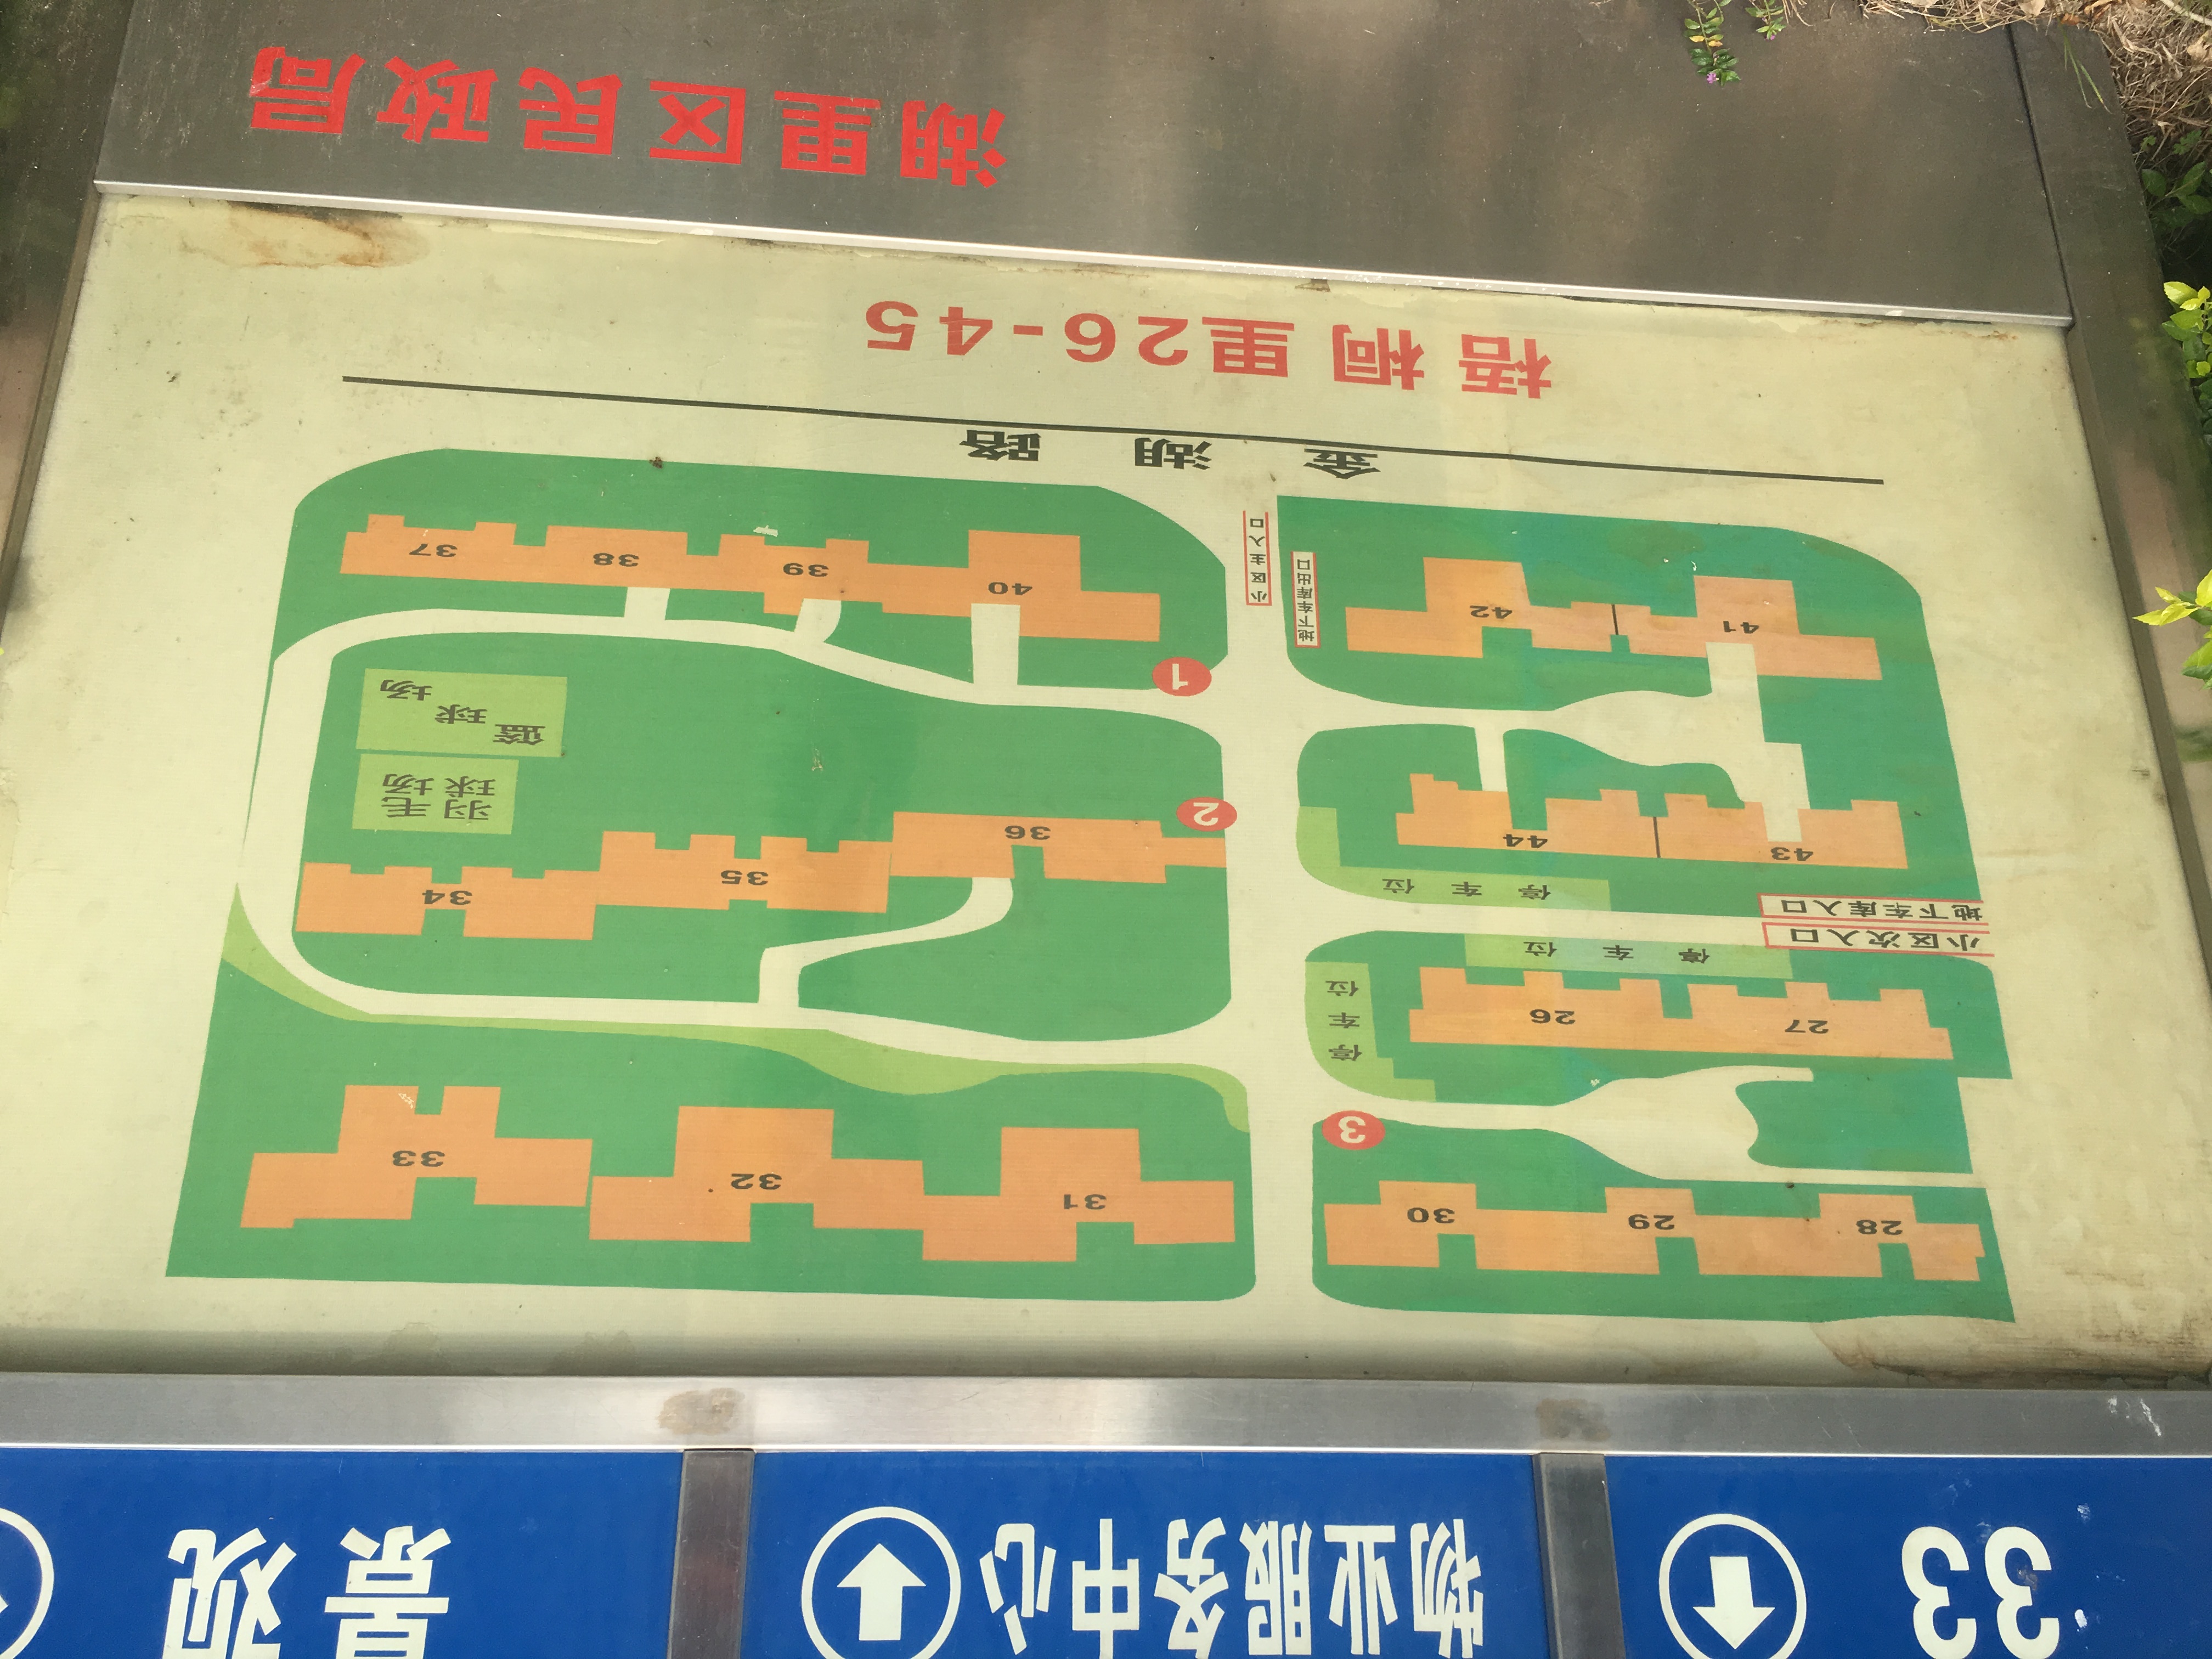 33
物业服务中心
景观
28
29
30
31
32
33
3
停车位
27
26
停车位
小区次入口
地下车库入口
停车位
43
44
36
35
34
2
羽毛
球场
篮球场
1
41
42
地下车库出口
小区主入口
40
39
38
37
金湖路
梧桐里26-45
湖里区民政局